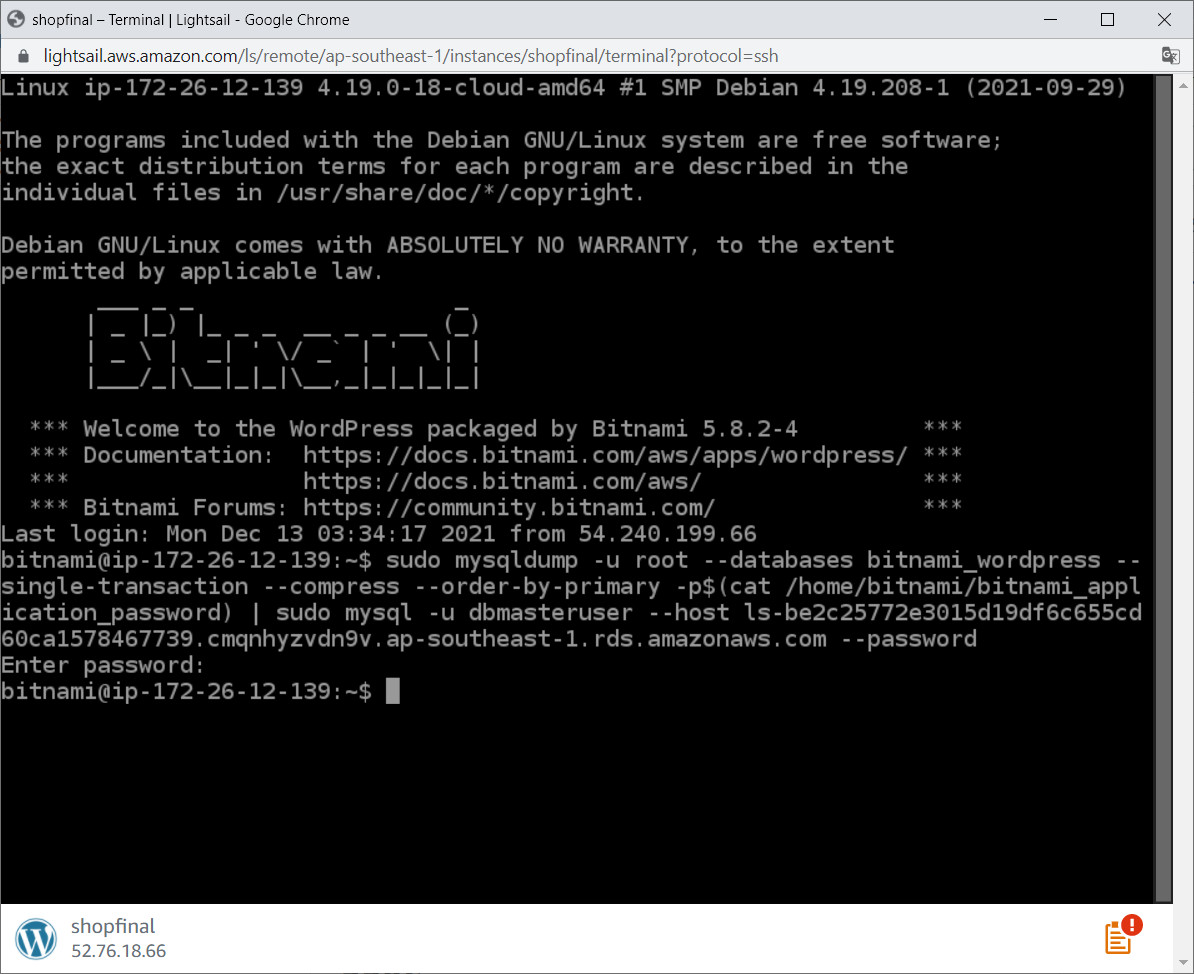 shopfinal – Terminal | Lightsail - Google Chrome
lightsail.aws.amazon.com/ls/remote/ap-southeast-1/instances/shopfinal/terminal?protocol=ssh
Linux ip-172-26-12-139 4.19.0-18-cloud-amd64 #1 SMP Debian 4.19.208-1 (2021-09-29)
The programs included with the Debian GNU/Linux system are free software;
the exact distribution terms for each program are described in the
individual files in /usr/share/doc/*/copyright.
Debian GNU/Linux comes with ABSOLUTELY NO WARRANTY, to the extent
permitted by applicable law.
Bitnami
*** Welcome to the WordPress packaged by Bitnami 5.8.2-4 ***
*** Documentation: https://docs.bitnami.com/aws/apps/wordpress/ ***
*** https://docs.bitnami.com/aws/ ***
*** Bitnami Forums: https://community.bitnami.com/ ***
Last login: Mon Dec 13 03:34:17 2021 from 54.240.199.66
bitnami@ip-172-26-12-139:~$ sudo mysqldump -u root --databases bitnami_wordpress --
single-transaction --compress --order-by-primary -p$(cat /home/bitnami/bitnami_appl
ication_password) | sudo mysql -u dbmasteruser --host ls-be2c25772e3015d19df6c655cd
60ca1578467739.cmqnhyzvdn9v.ap-southeast-1.rds.amazonaws.com --password
Enter password:
bitnami@ip-172-26-12-139:~$
shopfinal
52.76.18.66